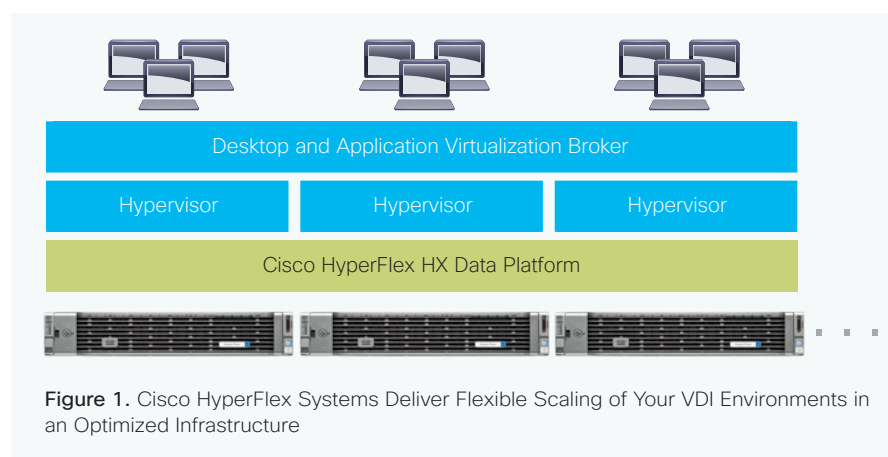 Desktop and Application Virtualization Broker
Hypervisor
Hypervisor
Hypervisor
Cisco HyperFlex HX Data Platform
Figure 1. Cisco HyperFlex Systems Deliver Flexible Scaling of Your VDI Environments in
an Optimized Infrastructure